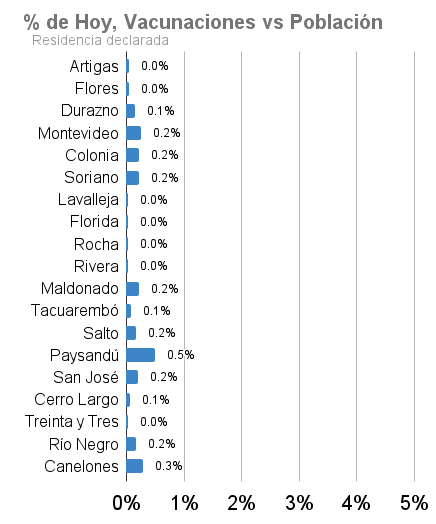 % de Hoy, Vacunaciones vs Población
Residencia declarada
Artigas 0.0%
Flores 0.0%
Durazno 0.1%
Montevideo 0.2%
Colonia 0.2%
Soriano 0.2%
Lavalleja 0.0%
Florida 0.0%
Rocha 0.0%
Rivera 0.0%
Maldonado 0.2%
Tacuarembó 0.1%
Salto 0.2%
Paysandú 0.5%
San José 0.2%
Cerro Largo 0.1%
Treinta y Tres 0.0%
Río Negro 0.2%
Canelones 0.3%
0% 1% 2% 3% 4% 5%